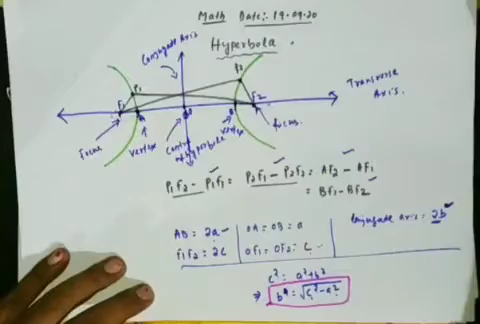 Math Date:- 19.09.20
Hyperbola.
Conjugate Axis
P1
P2
F1
F2
Transverse Axis.
Focus
vertex
Centre
of Hyperbola
vertex
focus
P1F2 - P1F1 = P2F1 - P2F2 = AF2 - AF1
= BF1 - BF2
AB = 2a
OA = OB = a
Conjugate axis = 2b
F1F2 = 2C
OF1 = OF2 = C
c² = a²+b²
⇒ b = √c²-a²